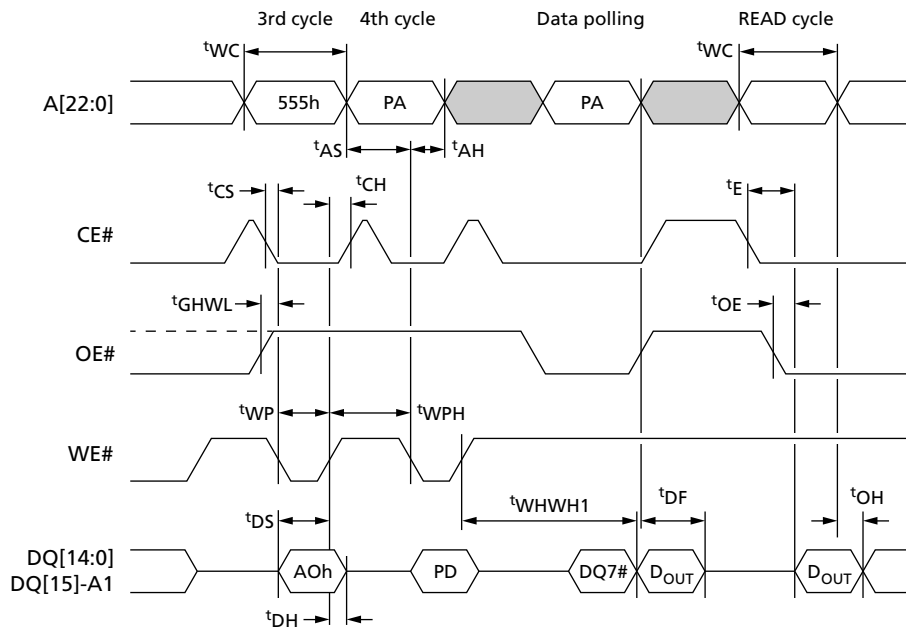 3rd cycle 4th cycle Data polling READ cycle
tWC tWC
A[22:0] 555h PA PA
tAS tAH
tCS tCH tE
CE#
tGHWL tOE
OE#
tWP tWPH
WE#
tWHWH1 tDF tOH
tDS
DQ[14:0]
DQ[15]-A1
AOh PD DQ7# DOUT DOUT
tDH